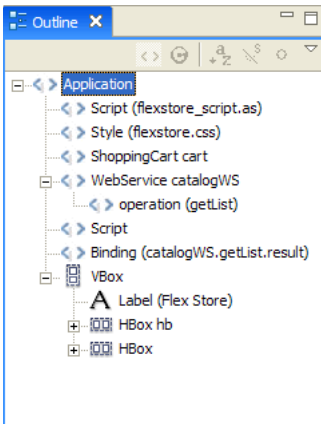 Outline
Application
Script (flexstore_script.as)
Style (flexstore.css)
ShoppingCart cart
WebService catalogWS
operation (getList)
Script
Binding (catalogWS.getList.result)
VBox
A Label (Flex Store)
HBox hb
HBox